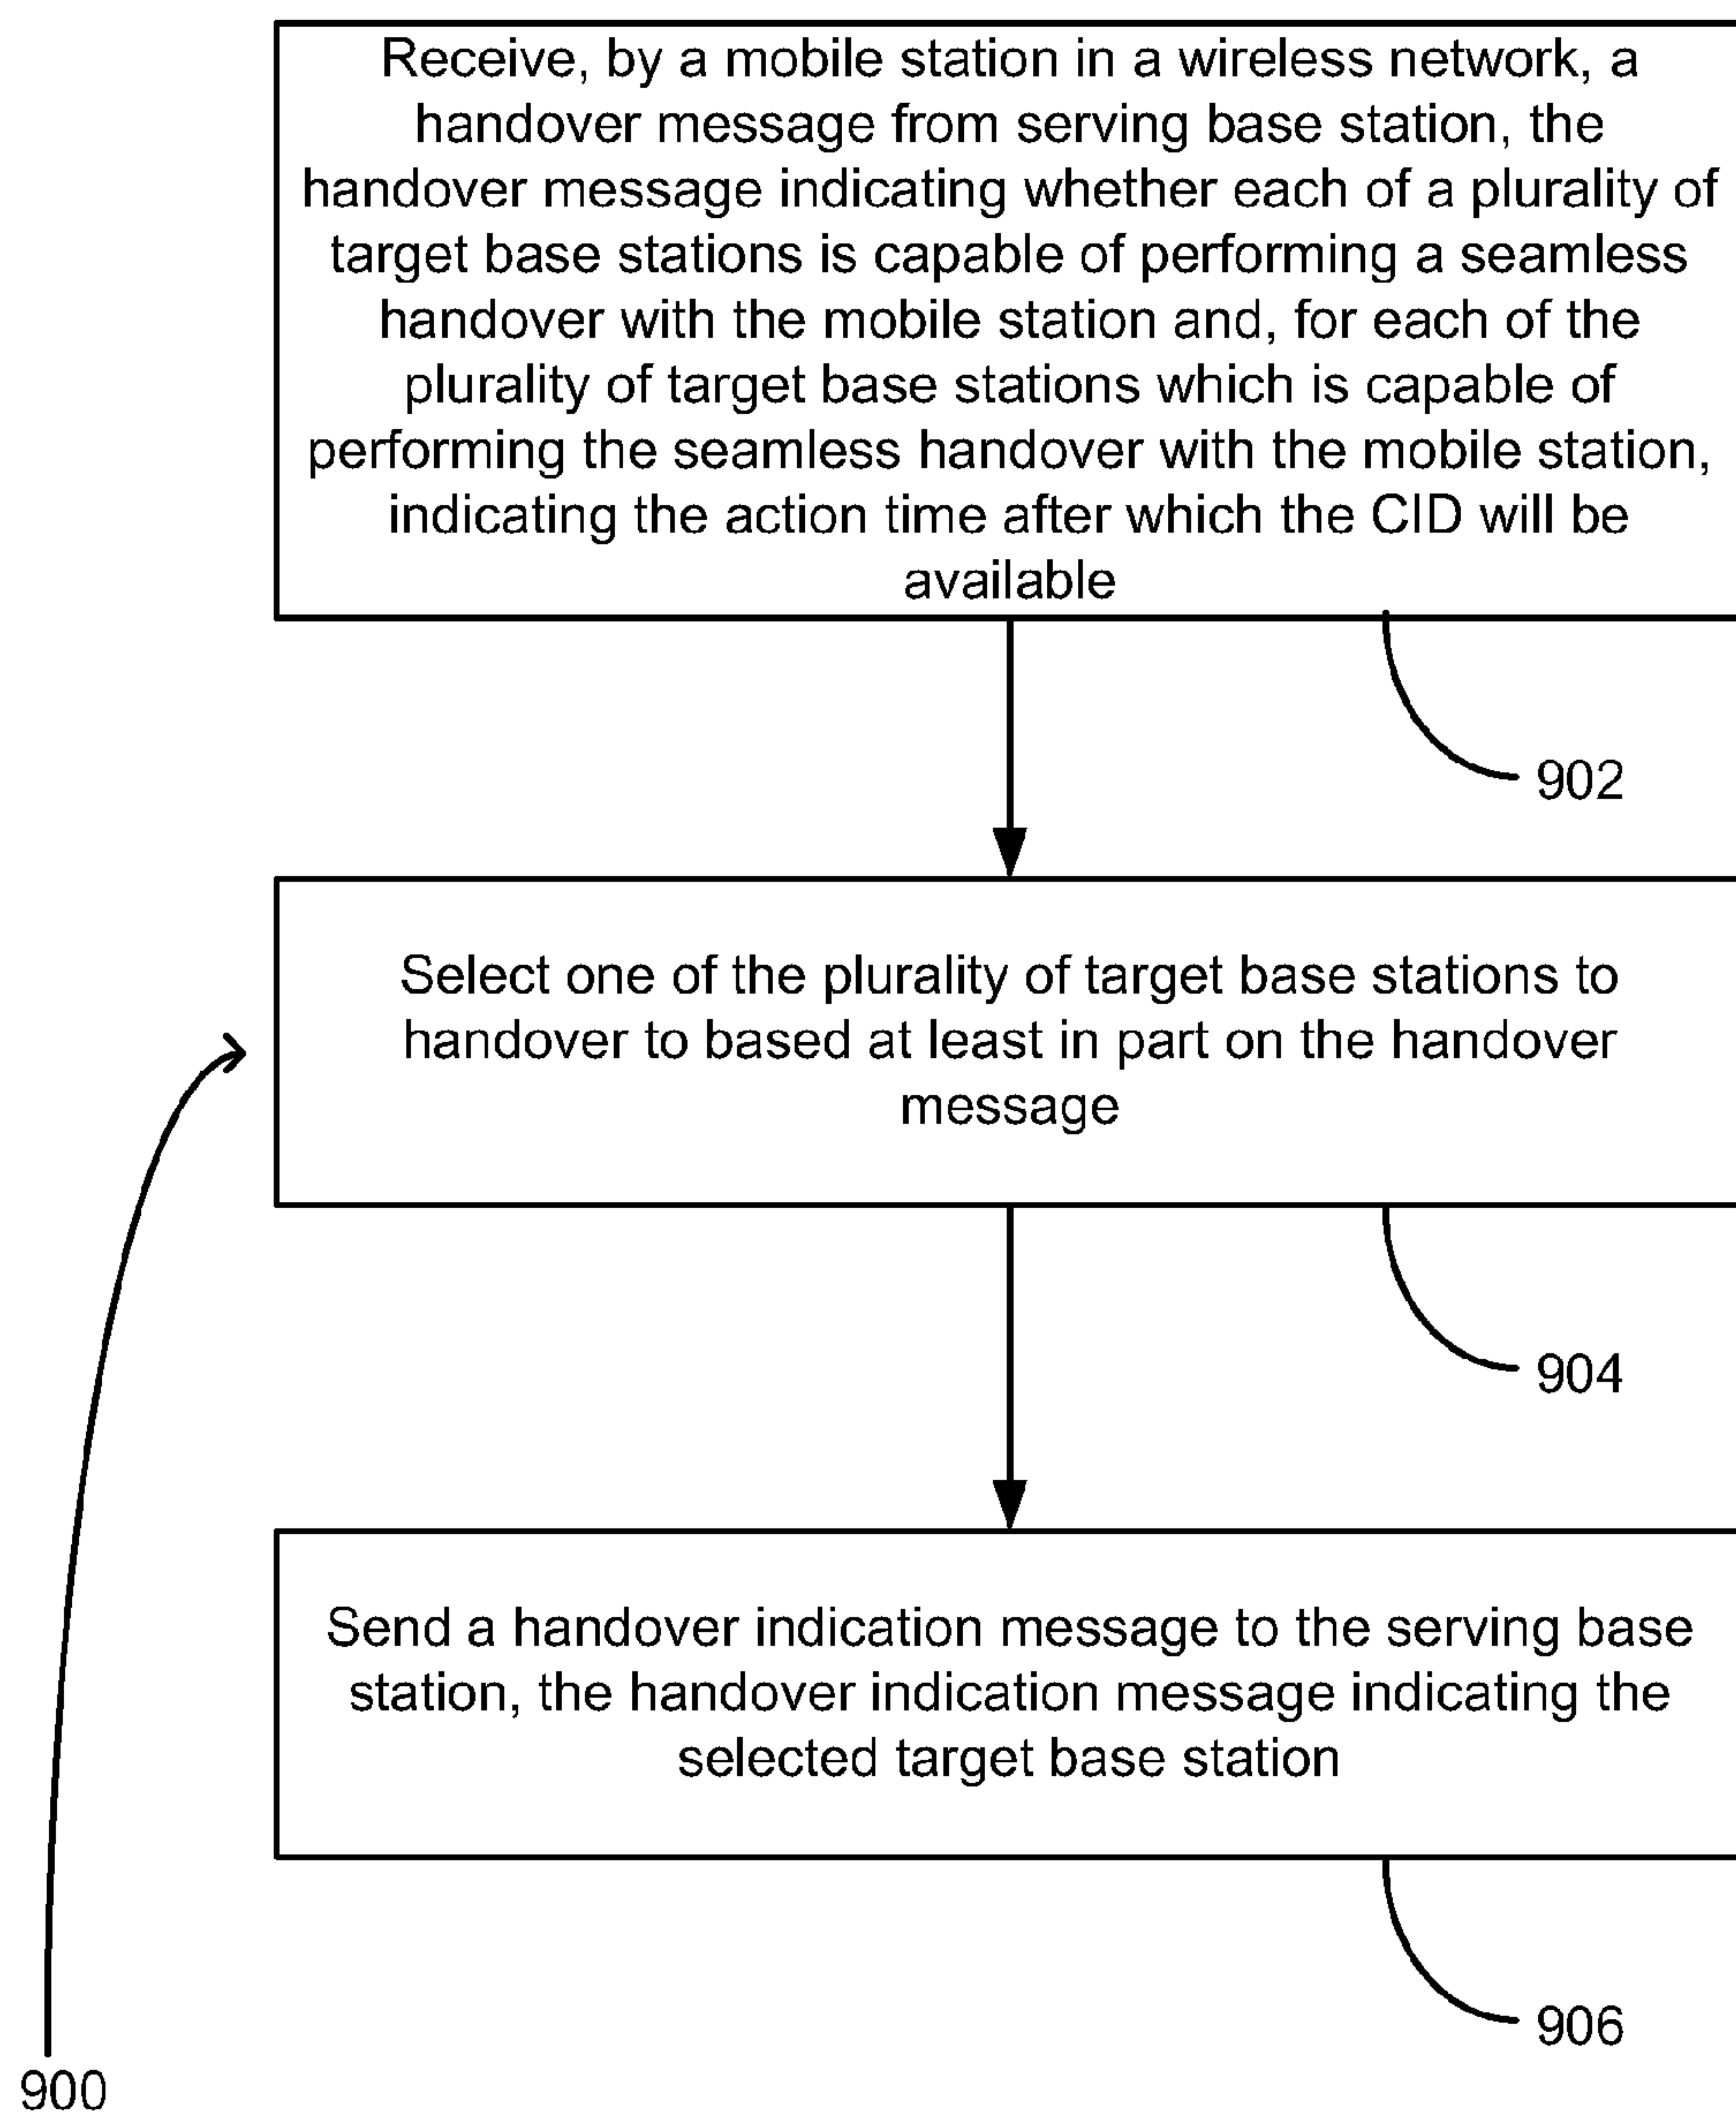 Receive, by a mobile station in a wireless network, a
handover message from serving base station, the
handover message indicating whether each of a plurality of
target base stations is capable of performing a seamless
handover with the mobile station and, for each of the
plurality of target base stations which is capable of
performing the seamless handover with the mobile station,
indicating the action time after which the CID will be
available
902
Select one of the plurality of target base stations to
handover to based at least in part on the handover
message
904
Send a handover indication message to the serving base
station, the handover indication message indicating the
selected target base station
906
900